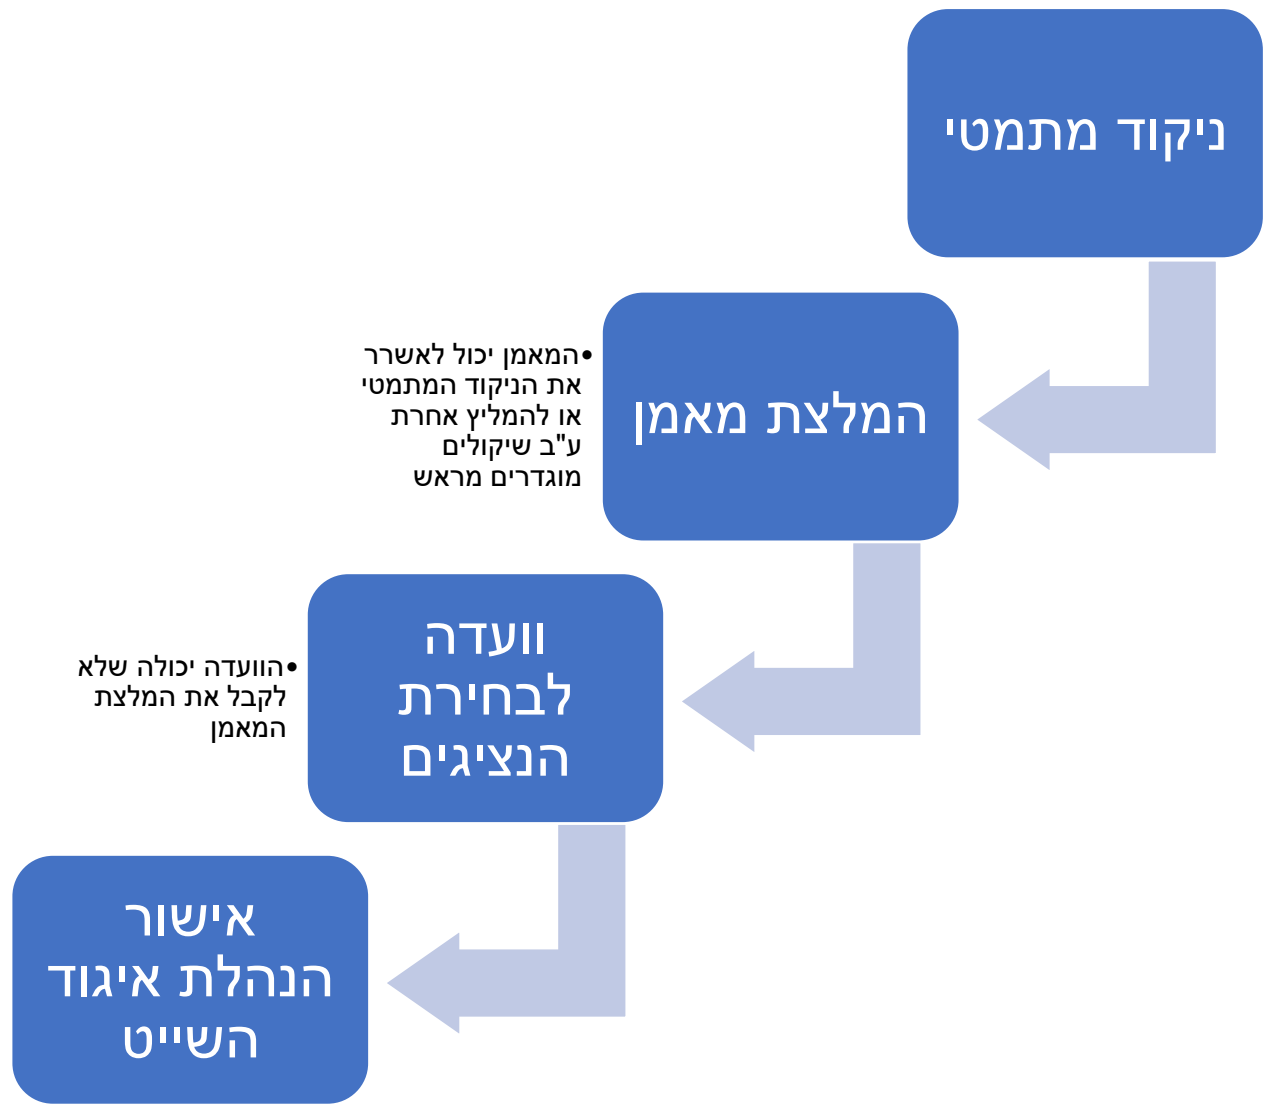 ניקוד מתמטי
המלצת מאמן
•המאמן יכול לאשרר
את הניקוד המתמטי
או להמליץ אחרת
ע"ב שיקולים
מוגדרים מראש
וועדה
לבחירת
הנציגים
•הוועדה יכולה שלא
לקבל את המלצת
המאמן
אישור
הנהלת איגוד
השייט